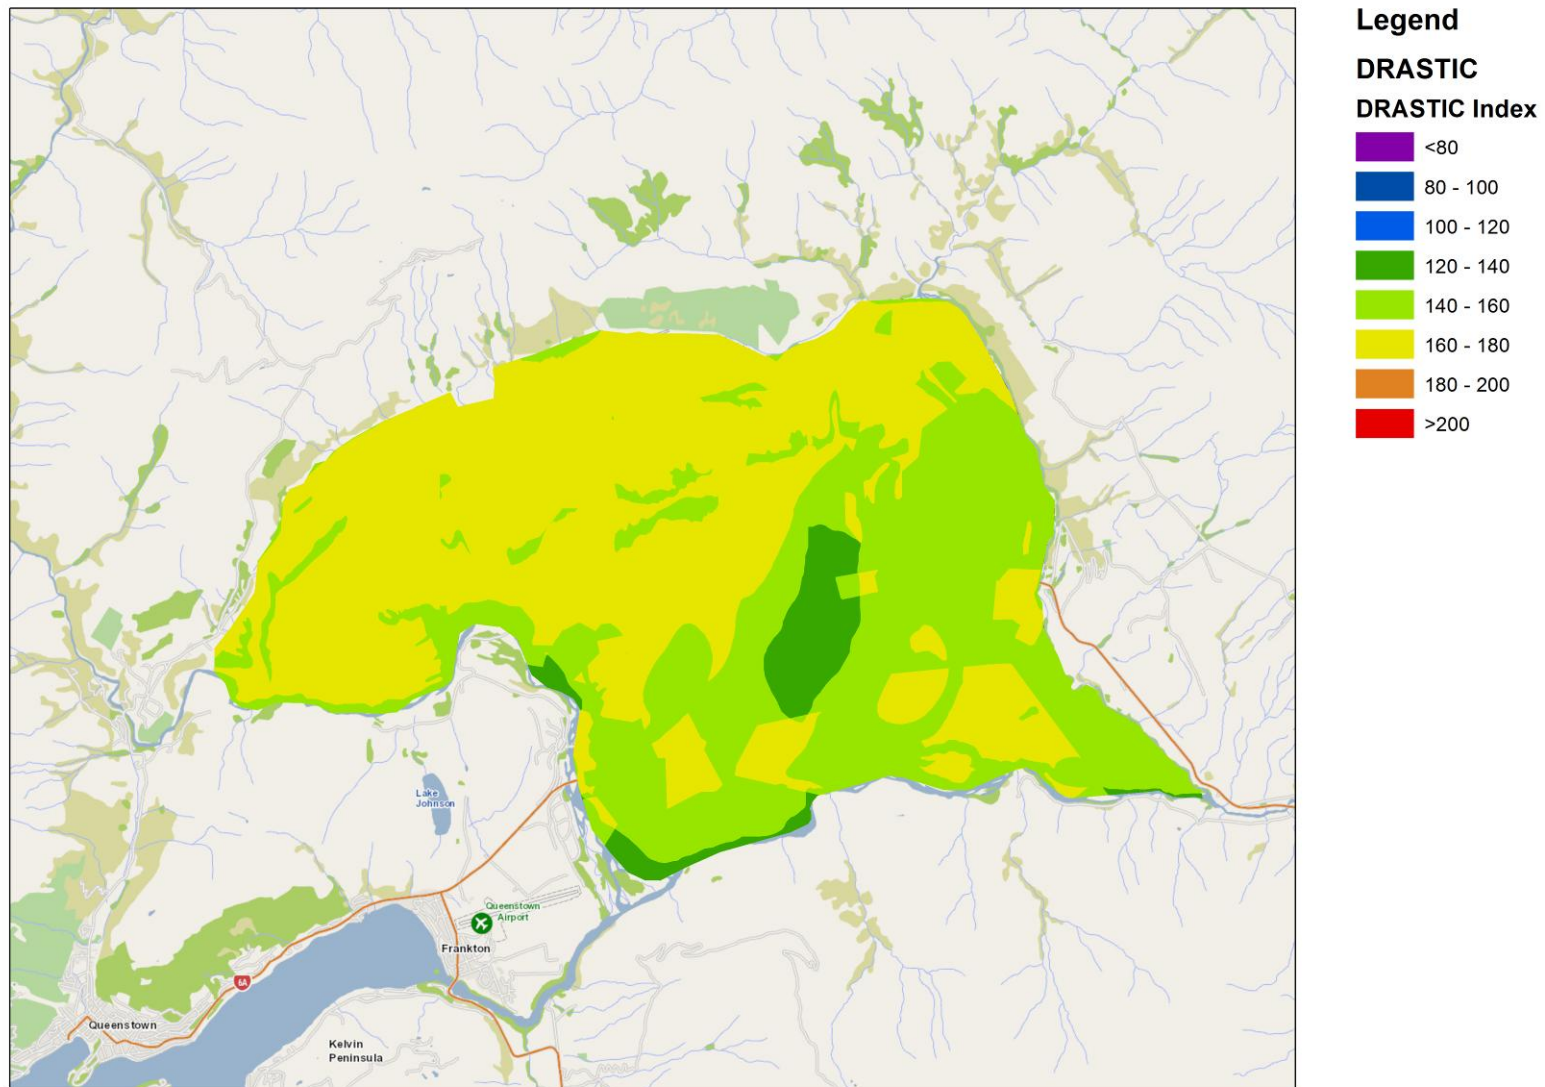 Legend
DRASTIC
DRASTIC Index
<80
80 - 100
100 - 120
120 - 140
140 - 160
160 - 180
180 - 200
>200
Lake
Johnson
Queenstown
Airport
Frankton
6A
Queenstown
Kelvin
Peninsula